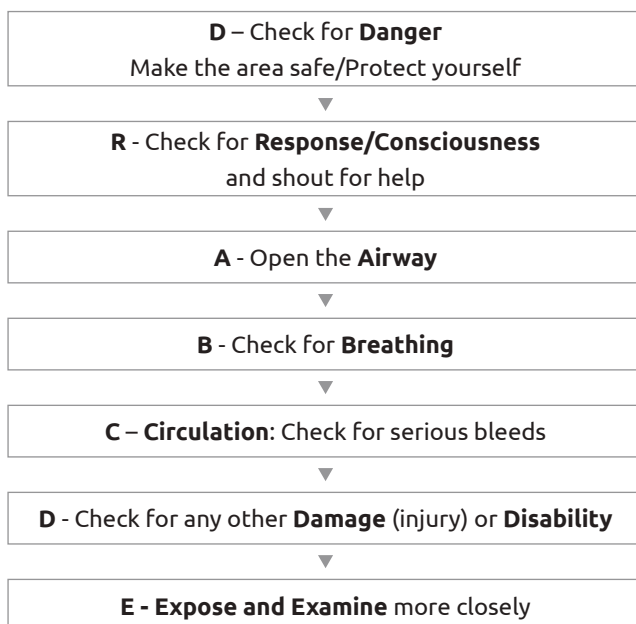 D – Check for Danger
Make the area safe/Protect yourself
R - Check for Response/Consciousness
and shout for help
A - Open the Airway
B - Check for Breathing
C – Circulation: Check for serious bleeds
D - Check for any other Damage (injury) or Disability
E - Expose and Examine more closely